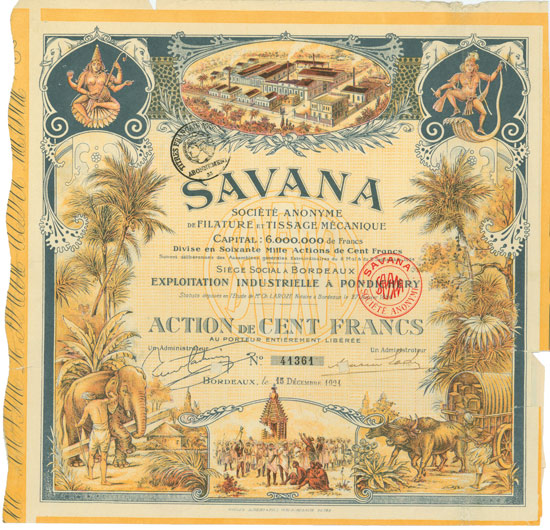 SAVANA
SOCIÉTÉ ANONYME
DE FILATURE ET TISSAGE MÉCANIQUE
CAPITAL: 6.000.000 de Francs
Divisé en Soixante Mille Actions de Cent Francs
SIÈGE SOCIAL À BORDEAUX
EXPLOITATION INDUSTRIELLE À PONDICHÉRY
SAVANA
SOCIÉTÉ ANONYME
ACTION DE CENT FRANCS
AU PORTEUR ENTIÈREMENT LIBÉRÉE
Un Administrateur
Un Administrateur
No 41361
BORDEAUX, le 15 DÉCEMBRE 1921